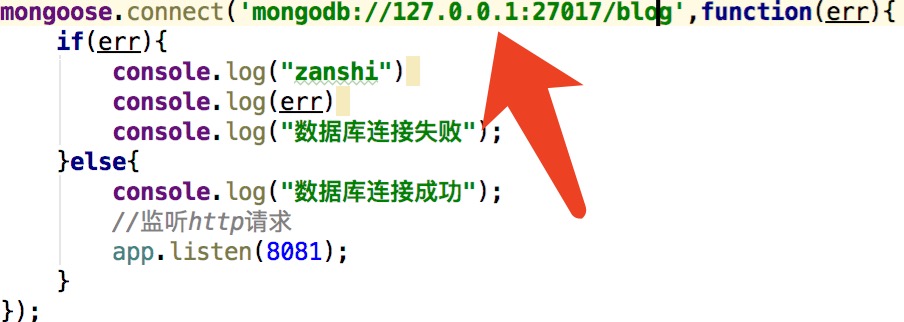 mongoose.connect('mongodb://127.0.0.1:27017/blog',function(err){
if(err){
console.log("zanshi")
console.log(err)
console.log("数据库连接失败");
}else{
console.log("数据库连接成功");
//监听http请求
app.listen(8081);
}
});